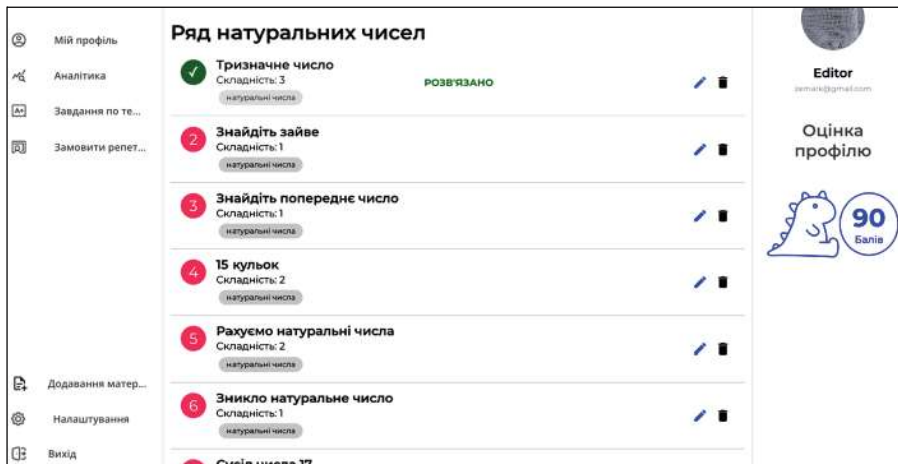 Мій профіль
Аналітика
Завдання по те...
Замовити репет...
Додавання матер...
Налаштування
Вихід
Ряд натуральних чисел
Тризначне число
Складність: 3
РОЗВ'ЯЗАНО
натуральні числа
2
Знайдіть зайве
Складність: 1
натуральні числа
3
Знайдіть попереднє число
Складність: 1
натуральні числа
4
15 кульок
Складність: 2
натуральні числа
5
Рахуємо натуральні числа
Складність: 2
натуральні числа
6
Зникло натуральне число
Складність: 1
натуральні числа
Сусід числа 17
Editor
Оцінка
профілю
90
Балів